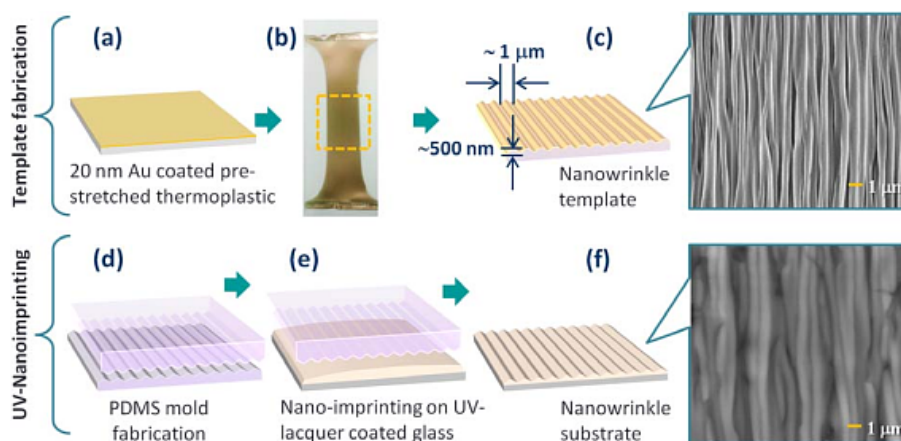 Template fabrication
(a)
(b)
(c)
~ 1 μm
~500 nm
20 nm Au coated pre-
stretched thermoplastic
Nanowrinkle
template
1 μm
UV-Nanoimprinting
(d)
(e)
(f)
PDMS mold
fabrication
Nano-imprinting on UV-
lacquer coated glass
Nanowrinkle
substrate
1 μm